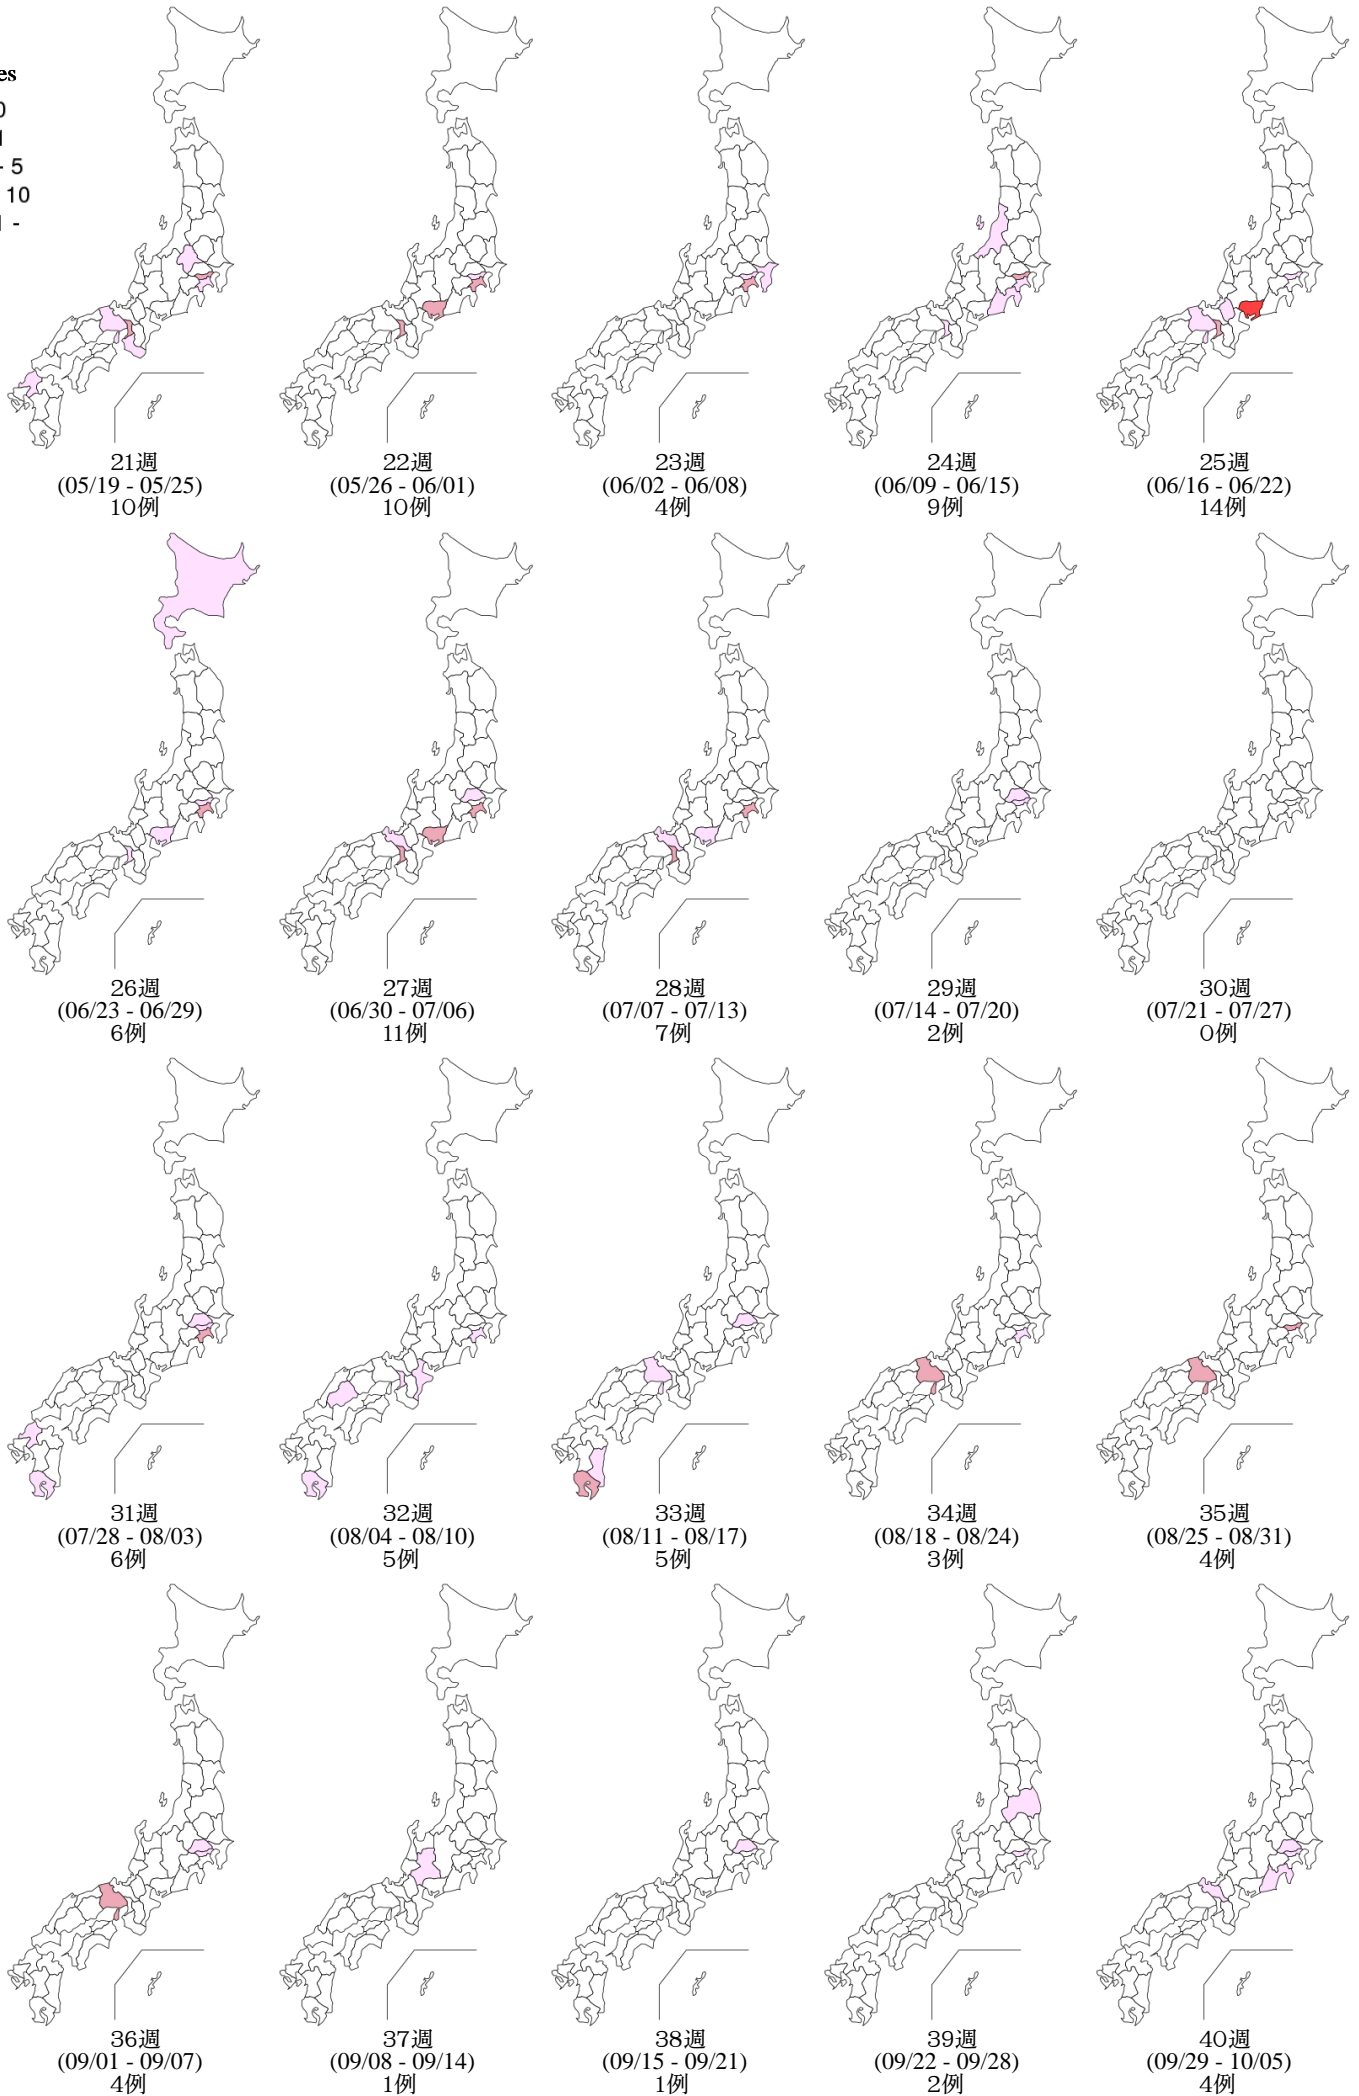 es
0
1
- 5
10
1 -
21週
(05/19 - 05/25)
10例
22週
(05/26 - 06/01)
10例
23週
(06/02 - 06/08)
4例
24週
(06/09 - 06/15)
9例
25週
(06/16 - 06/22)
14例
26週
(06/23 - 06/29)
6例
27週
(06/30 - 07/06)
11例
28週
(07/07 - 07/13)
7例
29週
(07/14 - 07/20)
2例
30週
(07/21 - 07/27)
0例
31週
(07/28 - 08/03)
6例
32週
(08/04 - 08/10)
5例
33週
(08/11 - 08/17)
5例
34週
(08/18 - 08/24)
3例
35週
(08/25 - 08/31)
4例
36週
(09/01 - 09/07)
4例
37週
(09/08 - 09/14)
1例
38週
(09/15 - 09/21)
1例
39週
(09/22 - 09/28)
2例
40週
(09/29 - 10/05)
4例